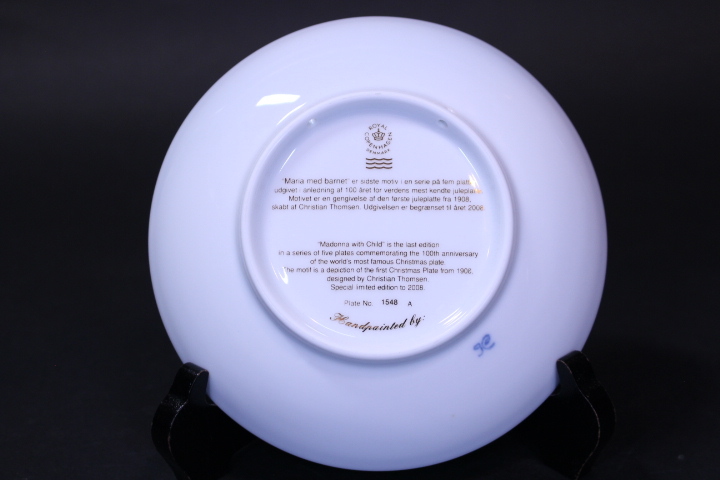 ROYAL COPENHAGEN
DENMARK
"Maria med barnet" er sidste motiv i en serie på fem platter
udgivet i anledning af 100 året for verdens mest kendte juleplatte.
Motivet er en gengivelse af den første juleplatte fra 1908,
skabt af Christian Thomsen. Udgivelsen er begrænset til året 2008.
"Madonna with Child" is the last edition
in a series of five plates commemorating the 100th anniversary
of the world's most famous Christmas plate.
The motif is a depiction of the first Christmas Plate from 1908,
designed by Christian Thomsen.
Special limited edition to 2008.
Plate No. 1548 A
Handpainted by: